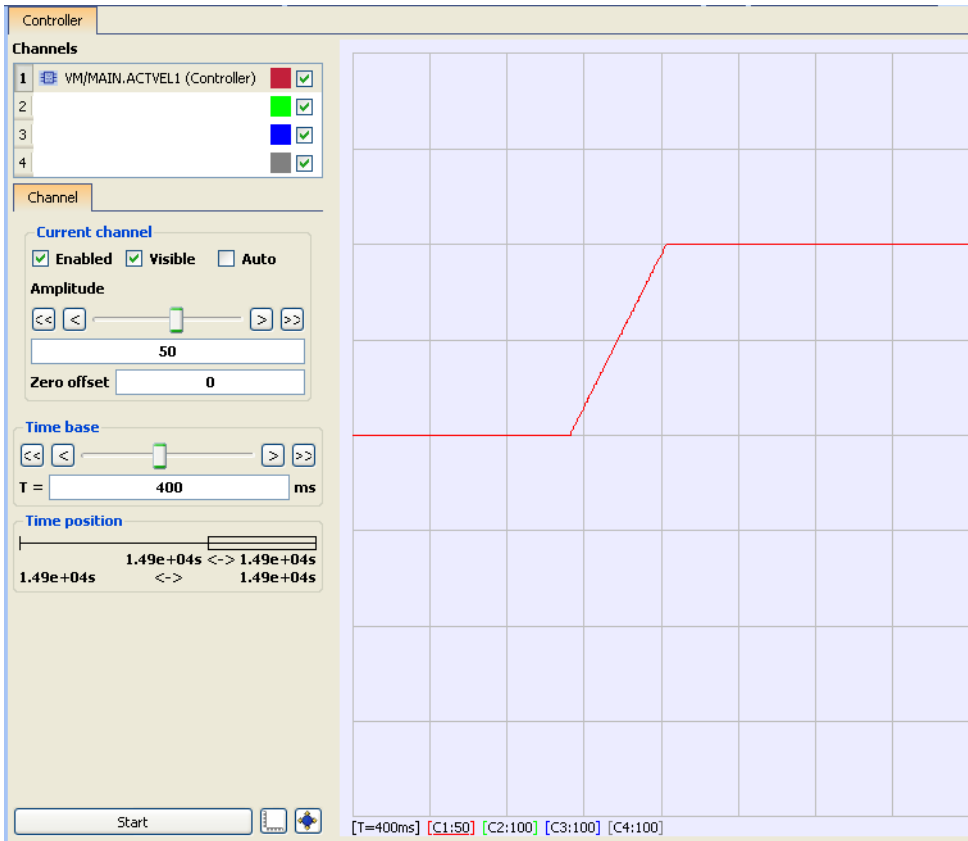 Controller
Channels
1 VM/MAIN.ACTVEL1 (Controller)
2
3
4
Channel
Current channel
Enabled Visible Auto
Amplitude
<< < > >>
50
Zero offset 0
Time base
<< < > >>
T = 400 ms
Time position
1.49e+04s <-> 1.49e+04s
1.49e+04s <-> 1.49e+04s
Start
[T=400ms] [C1:50] [C2:100] [C3:100] [C4:100]